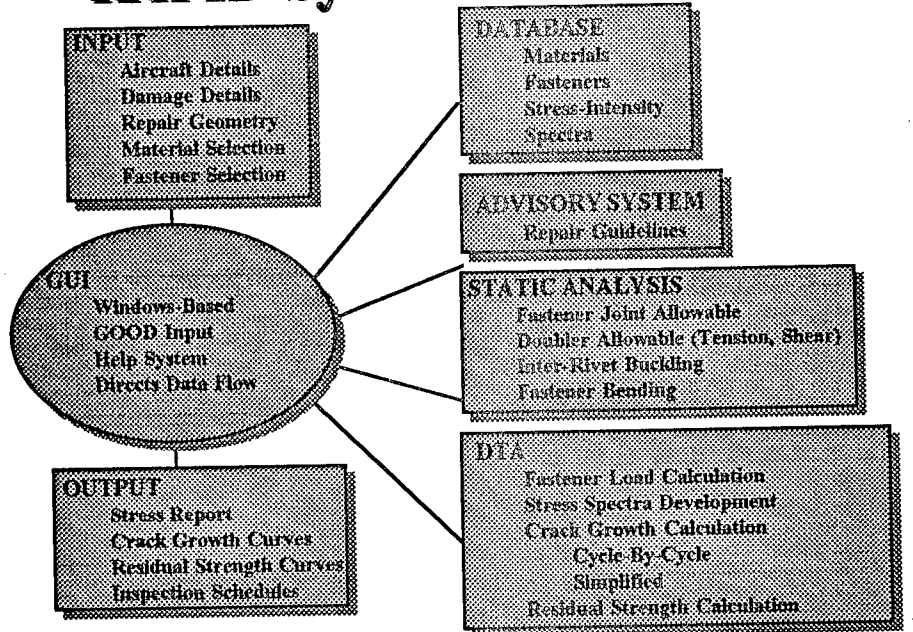 INPUT
Aircraft Details
Damage Details
Repair Geometry
Material Selection
Fastener Selection
DATABASE
Materials
Fasteners
Stress-Intensity
Spectra
ADVISORY SYSTEM
Repair Guidelines
GUI
Windows-Based
GOOD Input
Help System
Directs Data Flow
STATIC ANALYSIS
Fastener Joint Allowable
Doubler Allowable (Tension, Shear)
Inter-Rivet Buckling
Fastener Bending
OUTPUT
Stress Report
Crack Growth Curves
Residual Strength Curves
Inspection Schedules
DTA
Fastener Load Calculation
Stress Spectra Development
Crack Growth Calculation
Cycle-By-Cycle
Simplified
Residual Strength Calculation